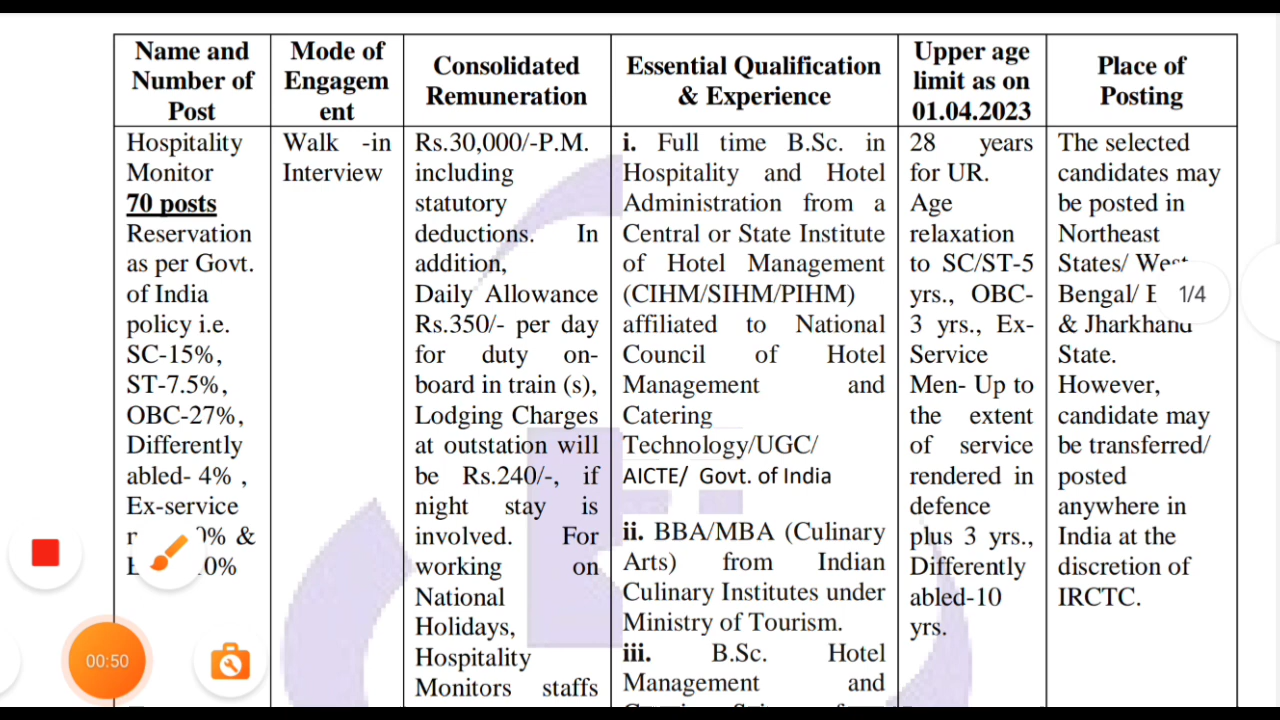 Name and
Number of
Post
Mode of
Engagem
ent
Consolidated
Remuneration
Essential Qualification
& Experience
Upper age
limit as on
01.04.2023
Place of
Posting
Hospitality
Monitor
70 posts
Reservation
as per Govt.
of India
policy i.e.
SC-15%,
ST-7.5%,
OBC-27%,
Differently
abled- 4% ,
Ex-service
0% &
0%
Walk -in
Interview
Rs.30,000/-P.M.
including
statutory
deductions. In
addition,
Daily Allowance
Rs.350/- per day
for duty on-
board in train (s),
Lodging Charges
at outstation will
be Rs.240/-, if
night stay is
involved. For
working on
National
Holidays,
Hospitality
Monitors staffs
i. Full time B.Sc. in
Hospitality and Hotel
Administration from a
Central or State Institute
of Hotel Management
(CIHM/SIHM/PIHM)
affiliated to National
Council of Hotel
Management and
Catering
Technology/UGC/
AICTE/ Govt. of India
ii. BBA/MBA (Culinary
Arts) from Indian
Culinary Institutes under
Ministry of Tourism.
iii. B.Sc. Hotel
Management and
28 years
for UR.
Age
relaxation
to SC/ST-5
yrs., OBC-
3 yrs., Ex-
Service
Men- Up to
the extent
of service
rendered in
defence
plus 3 yrs.,
Differently
abled-10
yrs.
The selected
candidates may
be posted in
Northeast
States/ West
Bengal/
& Jharkhand
State.
However,
candidate may
be transferred/
posted
anywhere in
India at the
discretion of
IRCTC.
1/4
00:50